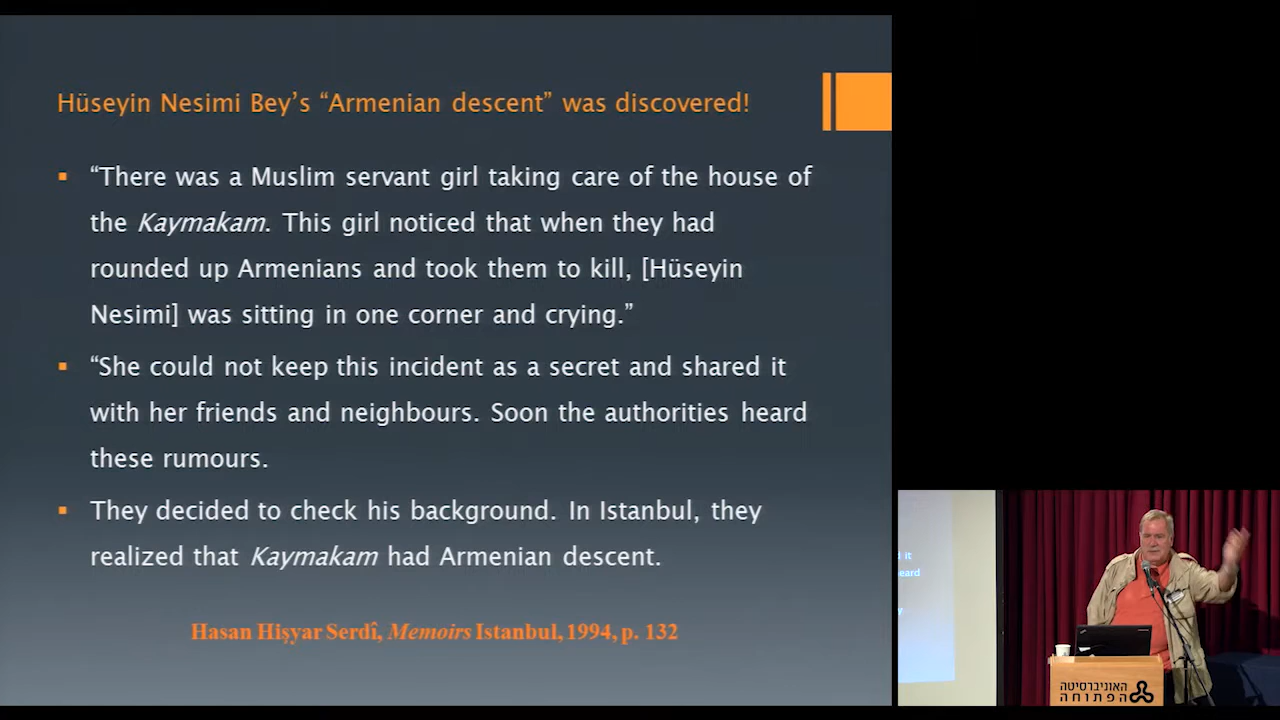 Hüseyin Nesimi Bey’s “Armenian descent” was discovered!
“There was a Muslim servant girl taking care of the house of
the Kaymakam. This girl noticed that when they had
rounded up Armenians and took them to kill, [Hüseyin
Nesimi] was sitting in one corner and crying.”
“She could not keep this incident as a secret and shared it
with her friends and neighbours. Soon the authorities heard
these rumours.
They decided to check his background. In Istanbul, they
realized that Kaymakam had Armenian descent.
Hasan Hişyar Serdî, Memoirs Istanbul, 1994, p. 132
d it
eard
y
האוניברסיטה
הפתוחה